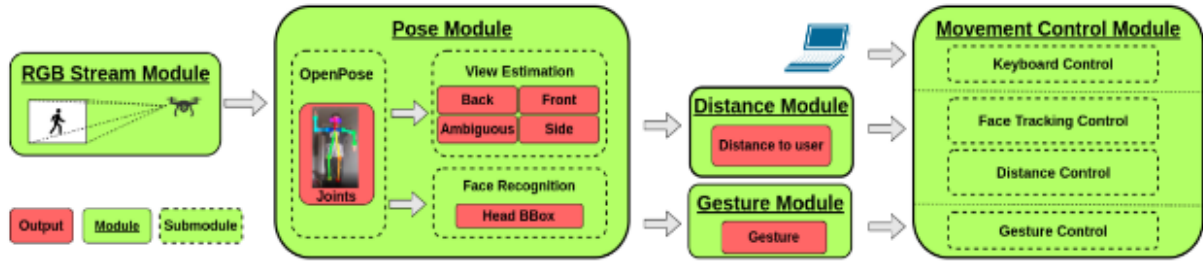 RGB Stream Module
Pose Module
OpenPose
Joints
View Estimation
Back
Front
Ambiguous
Side
Face Recognition
Head BBox
Distance Module
Distance to user
Gesture Module
Gesture
Movement Control Module
Keyboard Control
Face Tracking Control
Distance Control
Gesture Control
Output
Module
Submodule